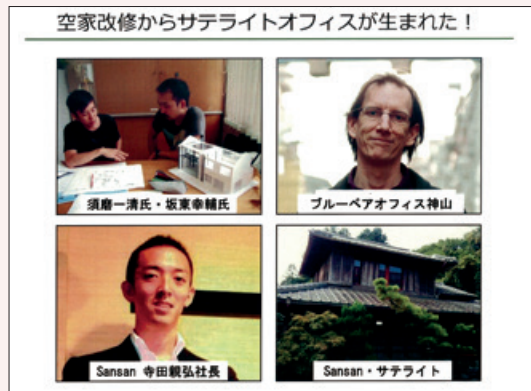 空家改修からサテライトオフィスが生まれた！
須磨一清氏・坂東幸輔氏
ブルーベアオフィス神山
Sansan 寺田親弘社長
Sansan・サテライト